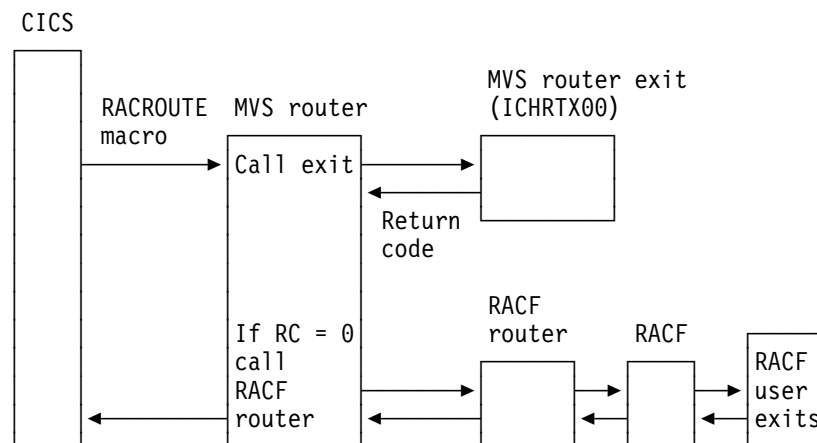 CICS
RACROUTE
macro
MVS router
MVS router exit
(ICHRTX00)
Call exit
Return
code
If RC = 0
call
RACF
router
RACF
router
RACF
RACF
user
exits